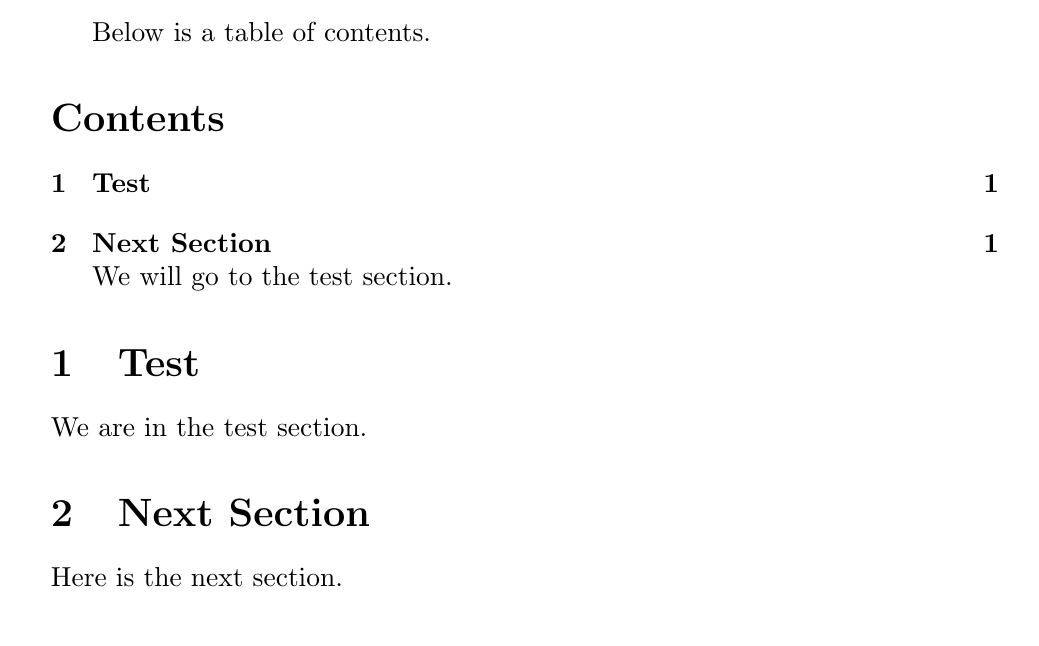 Below is a table of contents.
Contents
1 Test 1
2 Next Section 1
We will go to the test section.
1 Test
We are in the test section.
2 Next Section
Here is the next section.